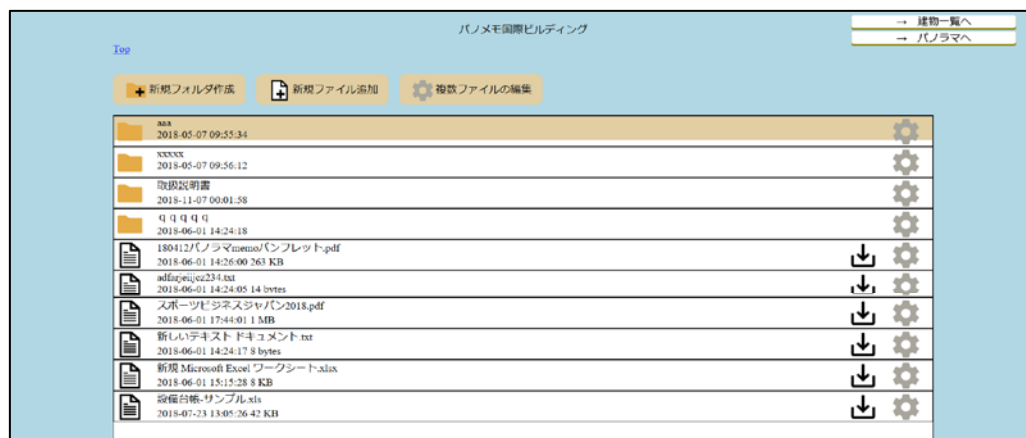 パノメモ国際ビルディング
→ 建物一覧へ
→ パノラマへ
Top
新規フォルダ作成
新規ファイル追加
複数ファイルの編集
aaa
2018-05-07 09:55:34
xxxxx
2018-05-07 09:56:12
取扱説明書
2018-11-07 00:01:58
ｑｑｑｑｑ
2018-06-01 14:24:18
180412パノラマmemoパンフレット.pdf
2018-06-01 14:26:00 263 KB
2018-06-01 14:24:05 14 bytes
スポーツビジネスジャパン2018.pdf
2018-06-01 17:44:01 1 MB
新しいテキスト ドキュメント.txt
2018-06-01 14:24:17 8 bytes
新規 Microsoft Excel ワークシート.xlsx
2018-06-01 15:15:28 8 KB
設備台帳-サンプル.xls
2018-07-23 13:05:26 42 KB